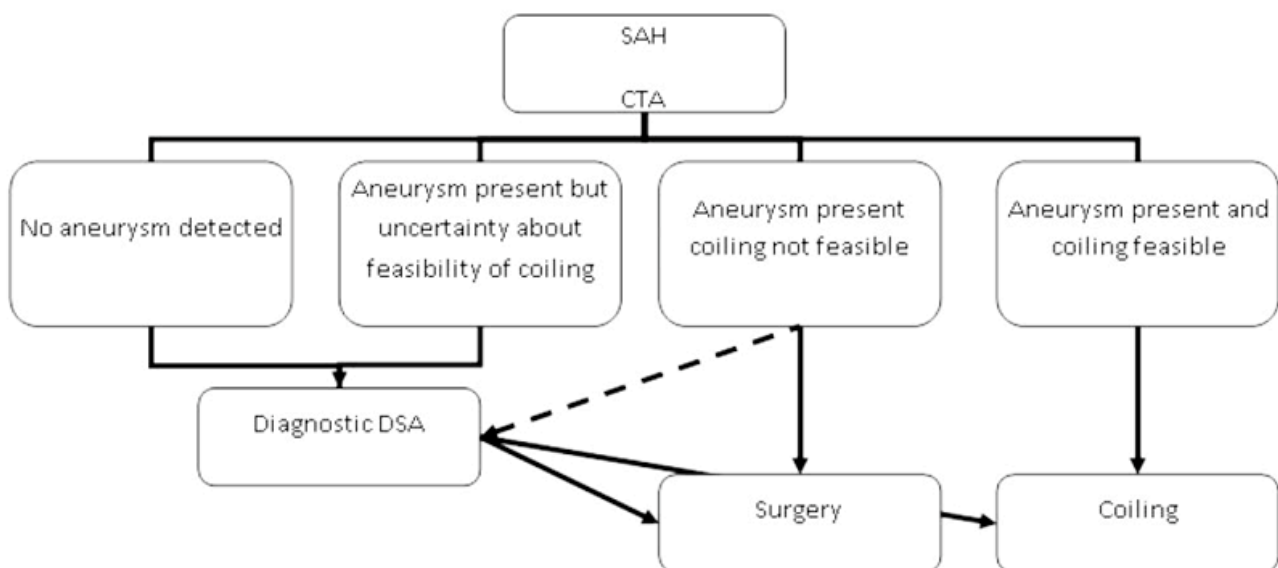 SAH
CTA
No aneurysm detected
Aneurysm present but
uncertainty about
feasibility of coiling
Aneurysm present
coiling not feasible
Aneurysm present and
coiling feasible
Diagnostic DSA
Surgery
Coiling